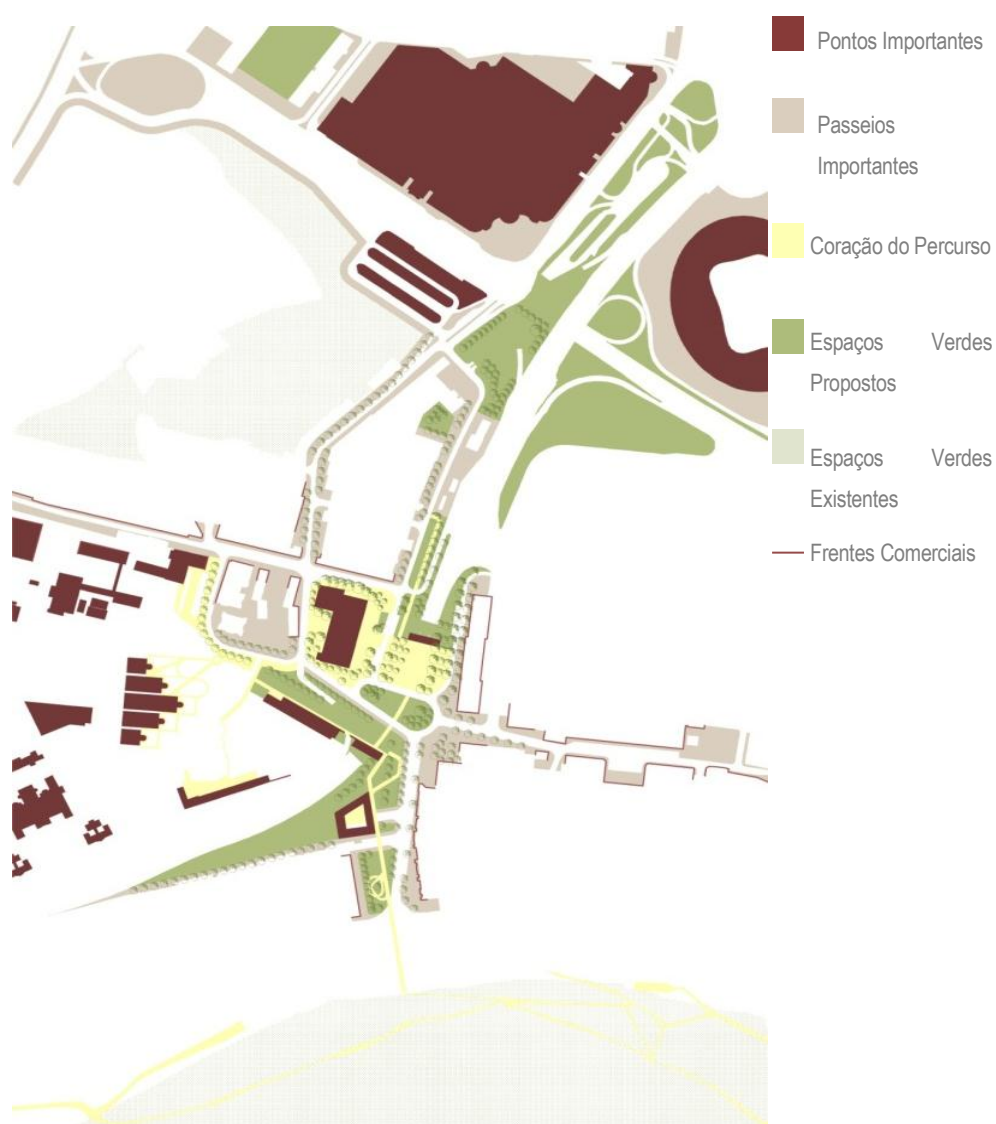 Pontos Importantes
Passeios
Importantes
Coração do Percurso
Espaços Verdes
Propostos
Espaços Verdes
Existentes
Frentes Comerciais